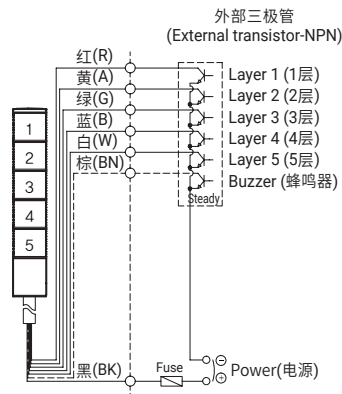 外部三极管
(External transistor-NPN)
红(R)
黄(A)
绿(G)
蓝(B)
白(W)
棕(BN)
Layer 1 (1层)
Layer 2 (2层)
Layer 3 (3层)
Layer 4 (4层)
Layer 5 (5层)
Buzzer (蜂鸣器)
Steady
1
2
3
4
5
黑(BK)
Fuse
Power(电源)